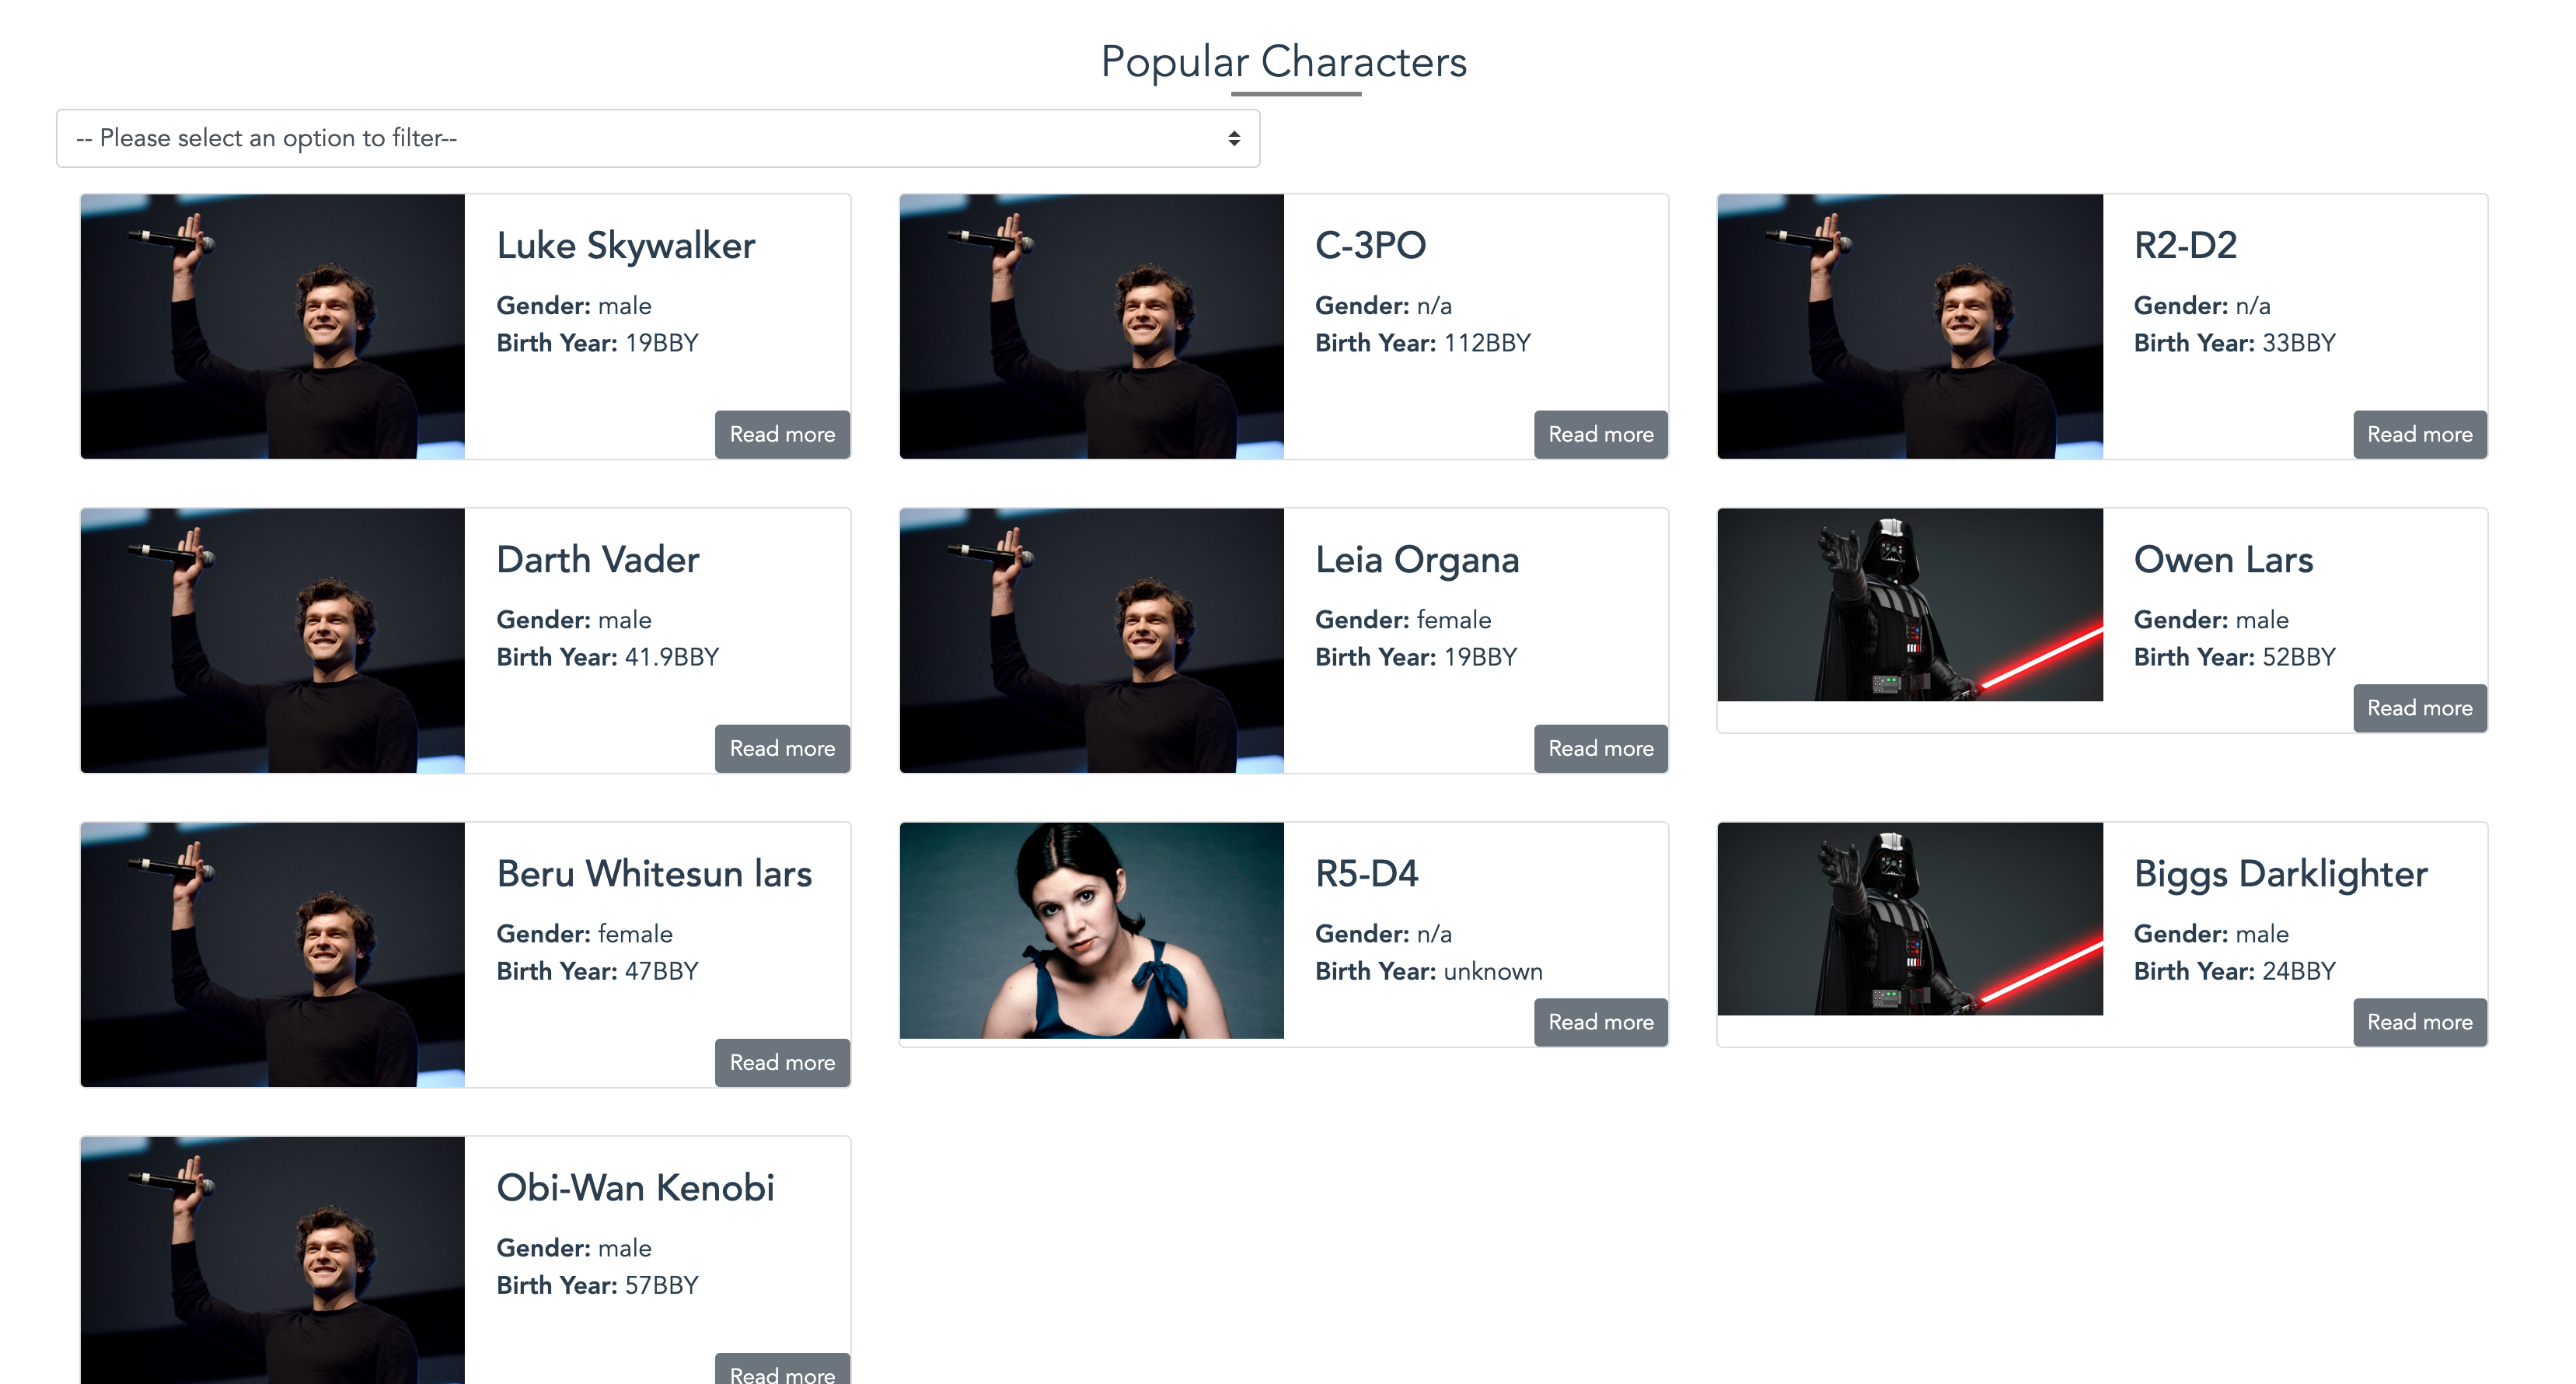 Popular Characters
-- Please select an option to filter--
Luke Skywalker
Gender: male
Birth Year: 19BBY
Read more
C-3PO
Gender: n/a
Birth Year: 112BBY
Read more
R2-D2
Gender: n/a
Birth Year: 33BBY
Read more
Darth Vader
Gender: male
Birth Year: 41.9BBY
Read more
Leia Organa
Gender: female
Birth Year: 19BBY
Read more
Owen Lars
Gender: male
Birth Year: 52BBY
Read more
Beru Whitesun lars
Gender: female
Birth Year: 47BBY
Read more
R5-D4
Gender: n/a
Birth Year: unknown
Read more
Biggs Darklighter
Gender: male
Birth Year: 24BBY
Read more
Obi-Wan Kenobi
Gender: male
Birth Year: 57BBY
Read more